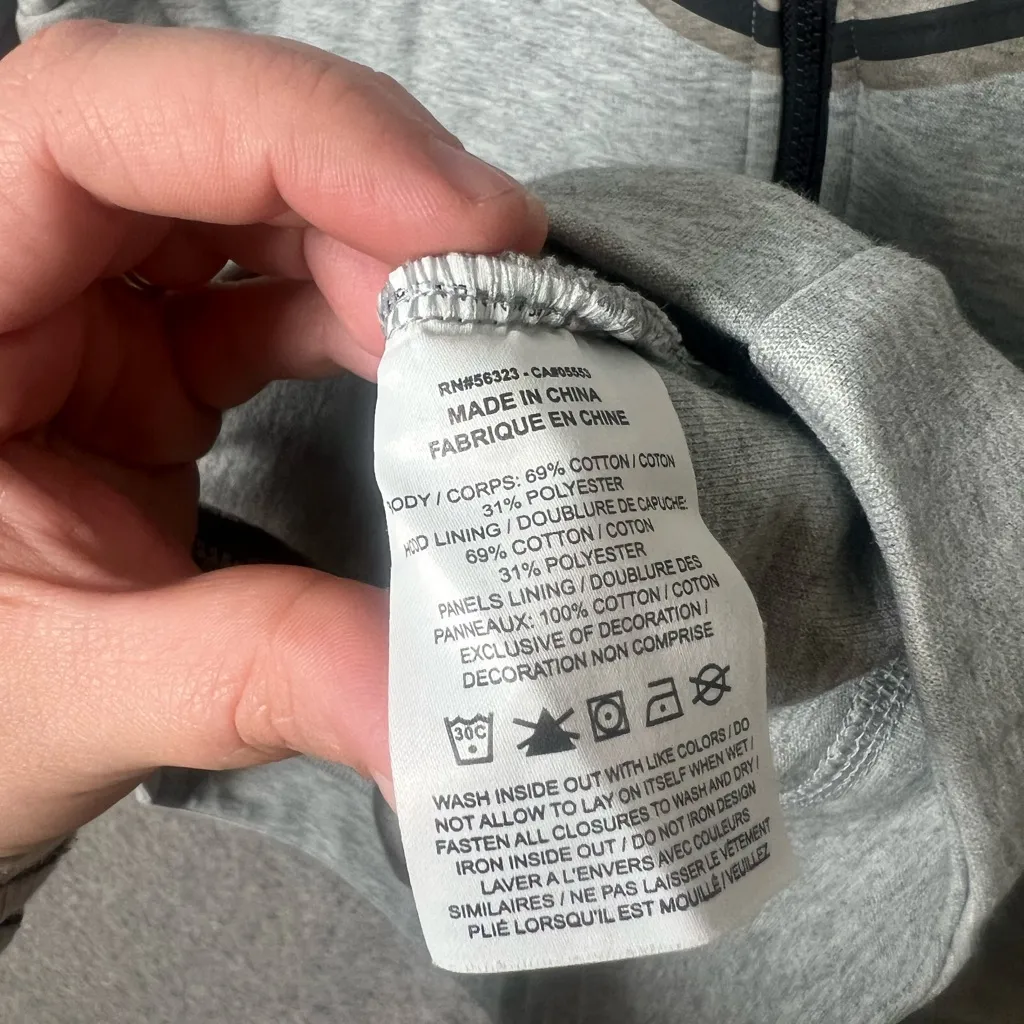 RN#56323 - CA#05553
MADE IN CHINA
FABRIQUE EN CHINE
BODY / CORPS: 69% COTTON / COTON
31% POLYESTER
HOOD LINING / DOUBLURE DE CAPUCHE:
69% COTTON / COTON
31% POLYESTER
PANELS LINING / DOUBLURE DES
PANNEAUX: 100% COTTON / COTON
EXCLUSIVE OF DECORATION /
DECORATION NON COMPRISE
30C
WASH INSIDE OUT WITH LIKE COLORS / DO
NOT ALLOW TO LAY ON ITSELF WHEN WET /
FASTEN ALL CLOSURES TO WASH AND DRY /
IRON INSIDE OUT / DO NOT IRON DESIGN
LAVER A L'ENVERS AVEC COULEURS
SIMILAIRES / NE PAS LAISSER LE VÊTEMENT
PLIÉ LORSQU'IL EST MOUILLÉ / VEUILLEZ